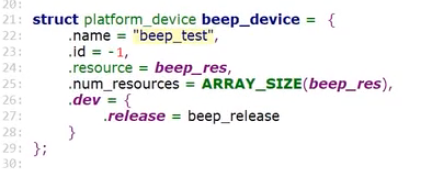 20:
21: struct platform_device beep_device = {
22: .name = "beep_test",
23: .id = -1,
24: .resource = beep_res,
25: .num_resources = ARRAY_SIZE(beep_res),
26: .dev = {
27: .release = beep_release
28: }
29: };
30: